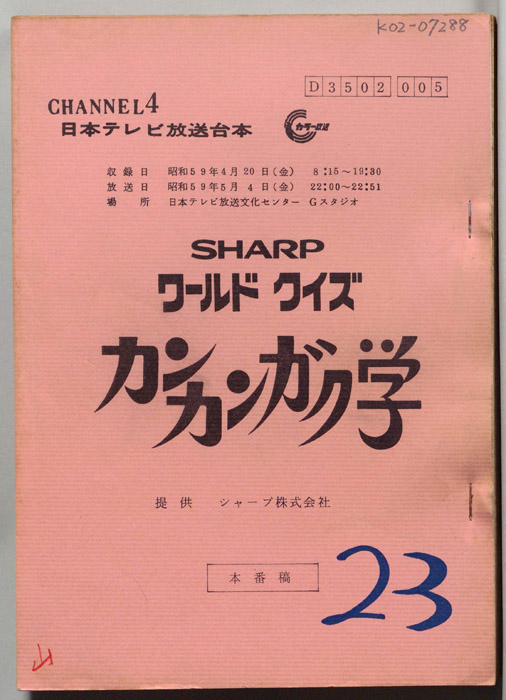 K02-07288
D3502 005
CHANNEL4
日本テレビ放送台本
カラー放送
収録日 昭和59年4月20日(金) 8:15〜19:30
放送日 昭和59年5月 4日(金) 22:00〜22:51
場所 日本テレビ放送文化センター Gスタジオ
SHARP
ワールド クイズ
カンカンガク学
提供 シャープ株式会社
本番稿
23
山